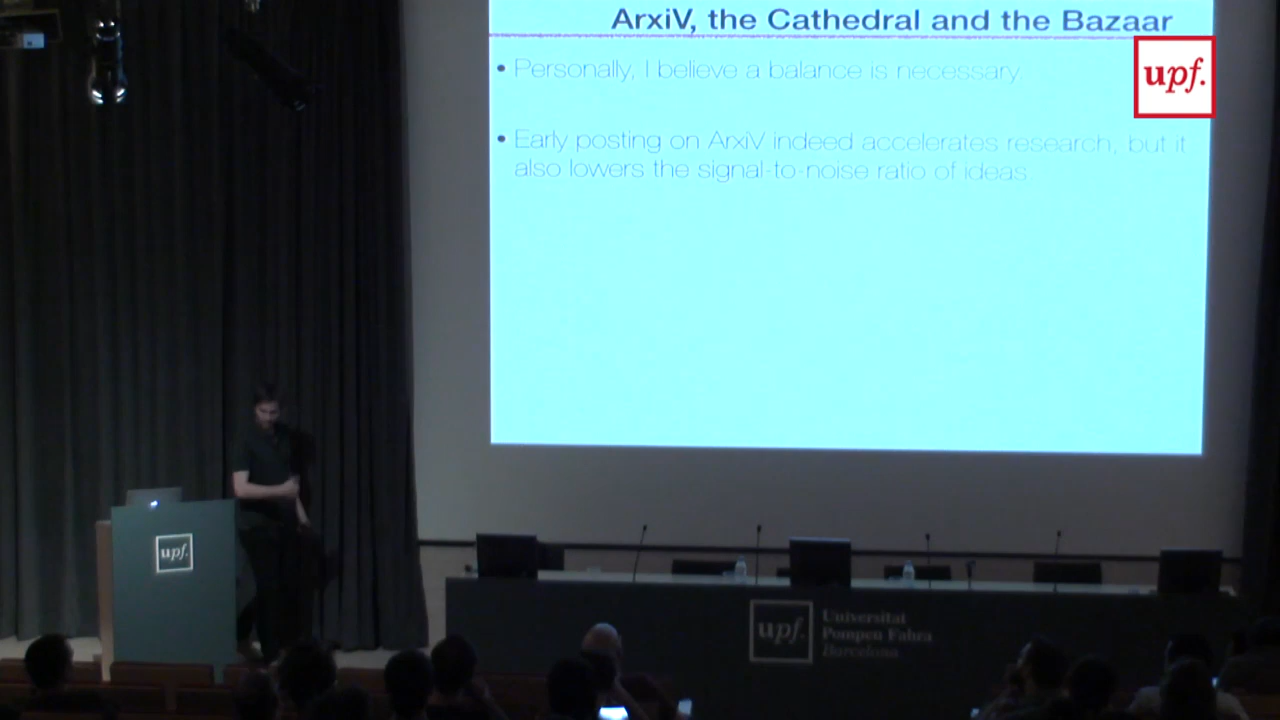 ArxiV, the Cathedral and the Bazaar
• Personally, I believe a balance is necessary.
• Early posting on ArxiV indeed accelerates research, but it
also lowers the signal-to-noise ratio of ideas.
upf.
upf.
upf.
Universitat
Pompeu Fabra
Barcelona